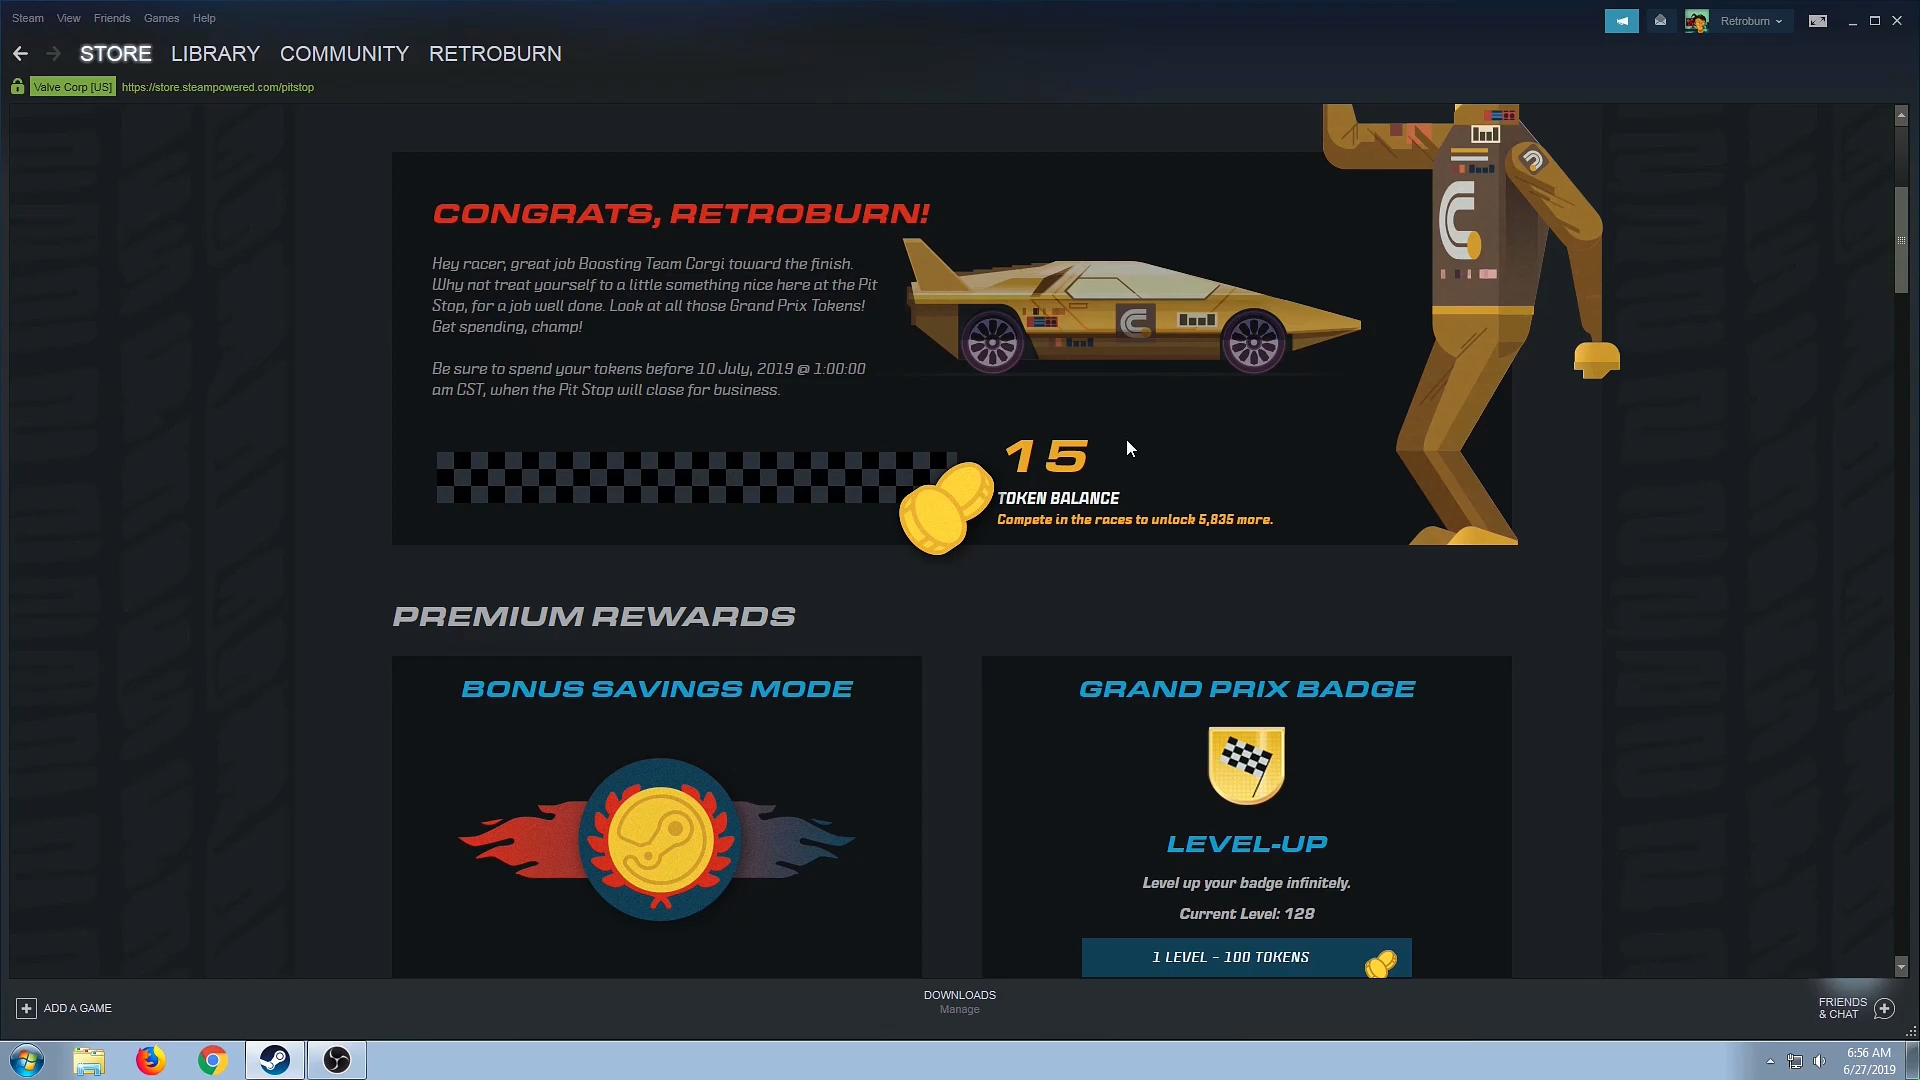 Steam View Friends Games Help
Retroburn
STORE LIBRARY COMMUNITY RETROBURN
Valve Corp [US] https://store.steampowered.com/pitstop
CONGRATS, RETROBURN!
Hey racer, great job Boosting Team Corgi toward the finish.
Why not treat yourself to a little something nice here at the Pit
Stop, for a job well done. Look at all those Grand Prix Tokens!
Get spending, champ!
Be sure to spend your tokens before 10 July, 2019 @ 1:00:00
am CST, when the Pit Stop will close for business.
15
TOKEN BALANCE
Compete in the races to unlock 5,835 more.
PREMIUM REWARDS
BONUS SAVINGS MODE
GRAND PRIX BADGE
LEVEL-UP
Level up your badge infinitely.
Current Level: 128
1 LEVEL - 100 TOKENS
ADD A GAME
DOWNLOADS
Manage
FRIENDS
& CHAT
6:56 AM
6/27/2019